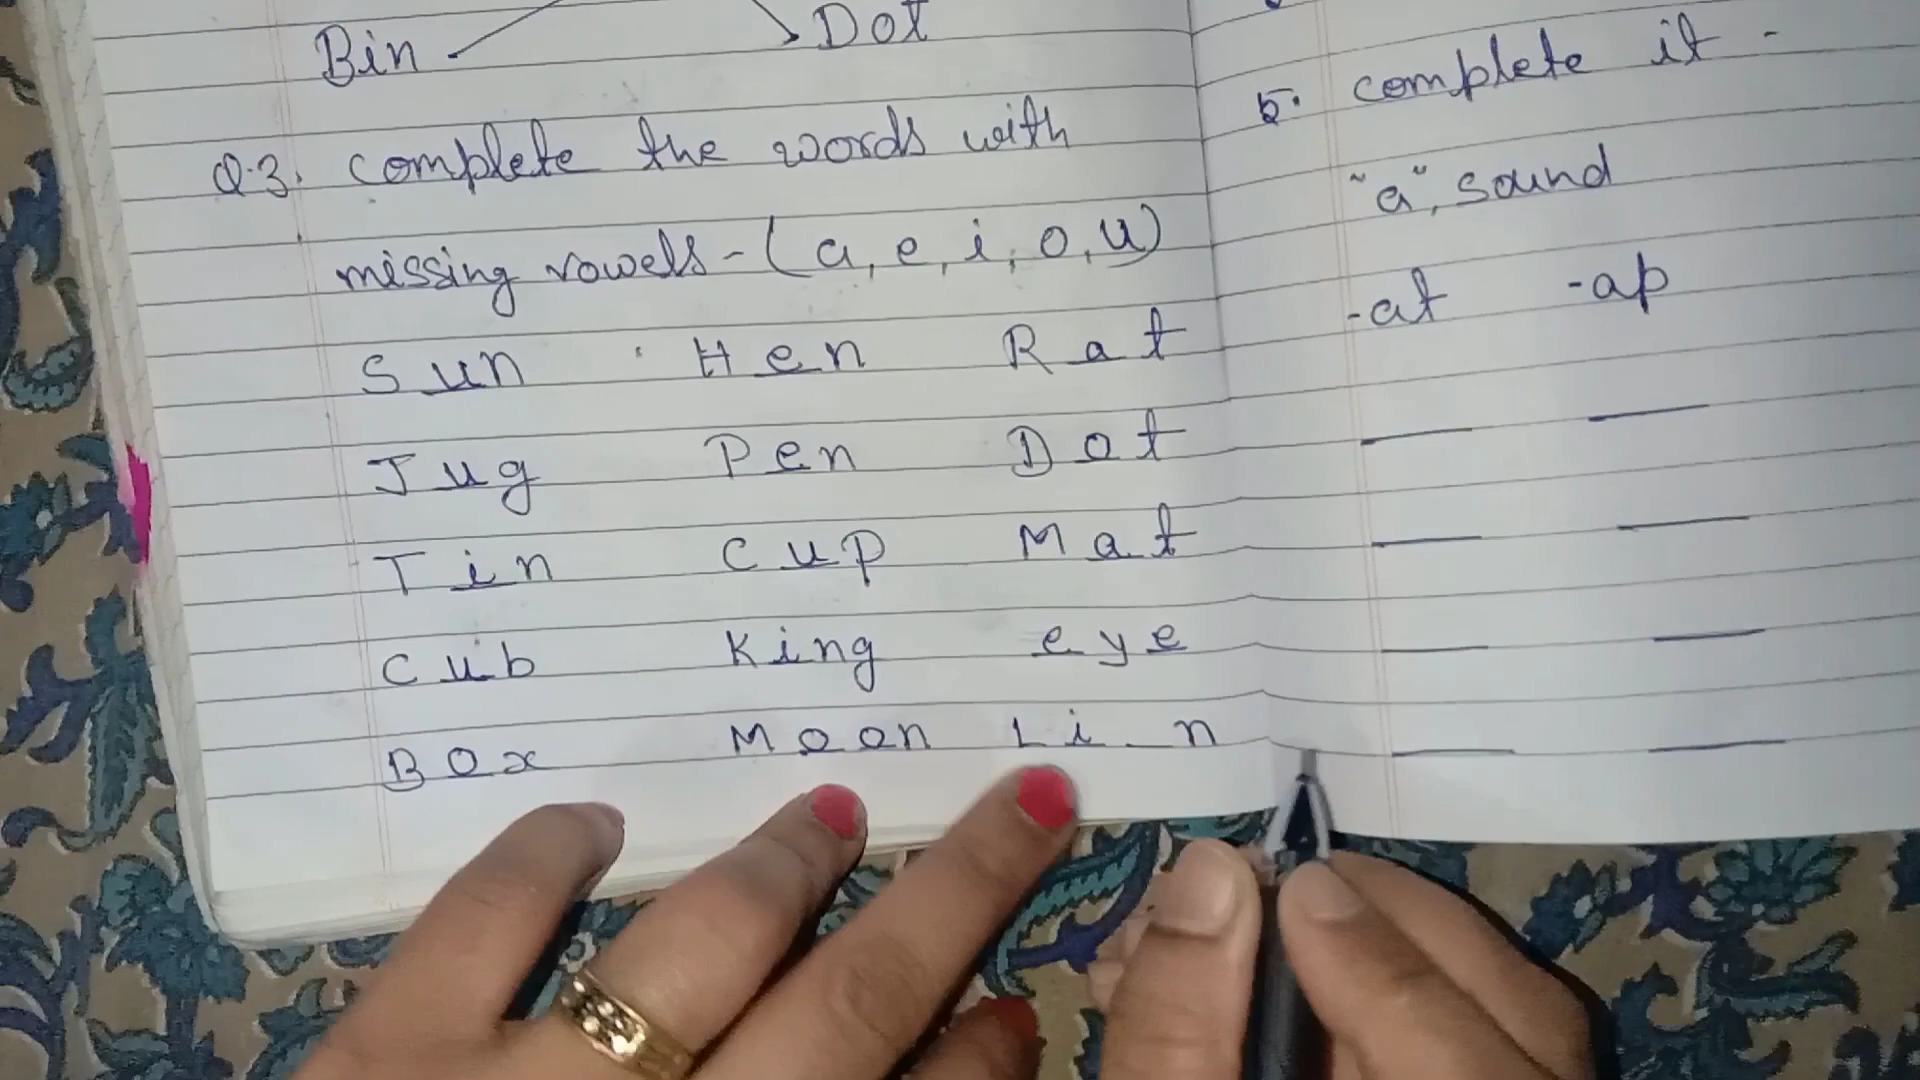 Bin Dot
Q.3. Complete the words with
missing vowels - (a, e, i, o, u)
Sun Hen Rat
Jug Pen Dot
Tin Cup Mat
Cub King eye
Box Moon Li_n
5. Complete it -
"a", sound
-at -ap